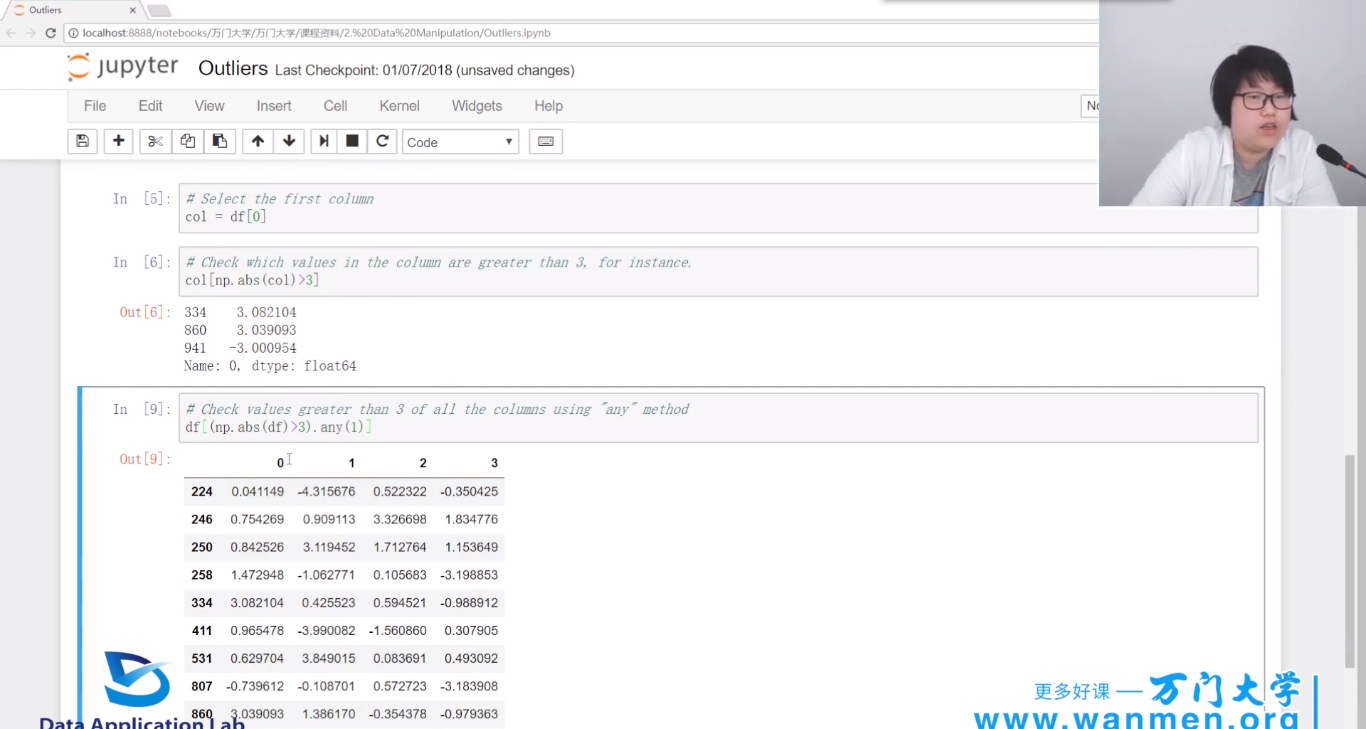 Outliers
localhost:8888/notebooks/万门大学/万门大学/课程资料/2.%20Data%20Manipulation/Outliers.ipynb
jupyter Outliers Last Checkpoint: 01/07/2018 (unsaved changes)
File Edit View Insert Cell Kernel Widgets Help
Code
In [5]: # Select the first column
col = df[0]
In [6]: # Check which values in the column are greater than 3, for instance.
col[np.abs(col)>3]
Out[6]: 334 3.082104
860 3.039093
941 -3.000954
Name: 0, dtype: float64
In [9]: # Check values greater than 3 of all the columns using "any" method
df[(np.abs(df)>3).any(1)]
Out[9]: 0 1 2 3
224 0.041149 -4.315676 0.522322 -0.350425
246 0.754269 0.909113 3.326698 1.834776
250 0.842526 3.119452 1.712764 1.153649
258 1.472948 -1.062771 0.105683 -3.198853
334 3.082104 0.425523 0.594521 -0.988912
411 0.965478 -3.990082 -1.560860 0.307905
531 0.629704 3.849015 0.083691 0.493092
807 -0.739612 -0.108701 0.572723 -3.183908
860 3.039093 1.386170 -0.354378 -0.979363
Data Application Lab
更多好课 — 万门大学
www.wanmen.org